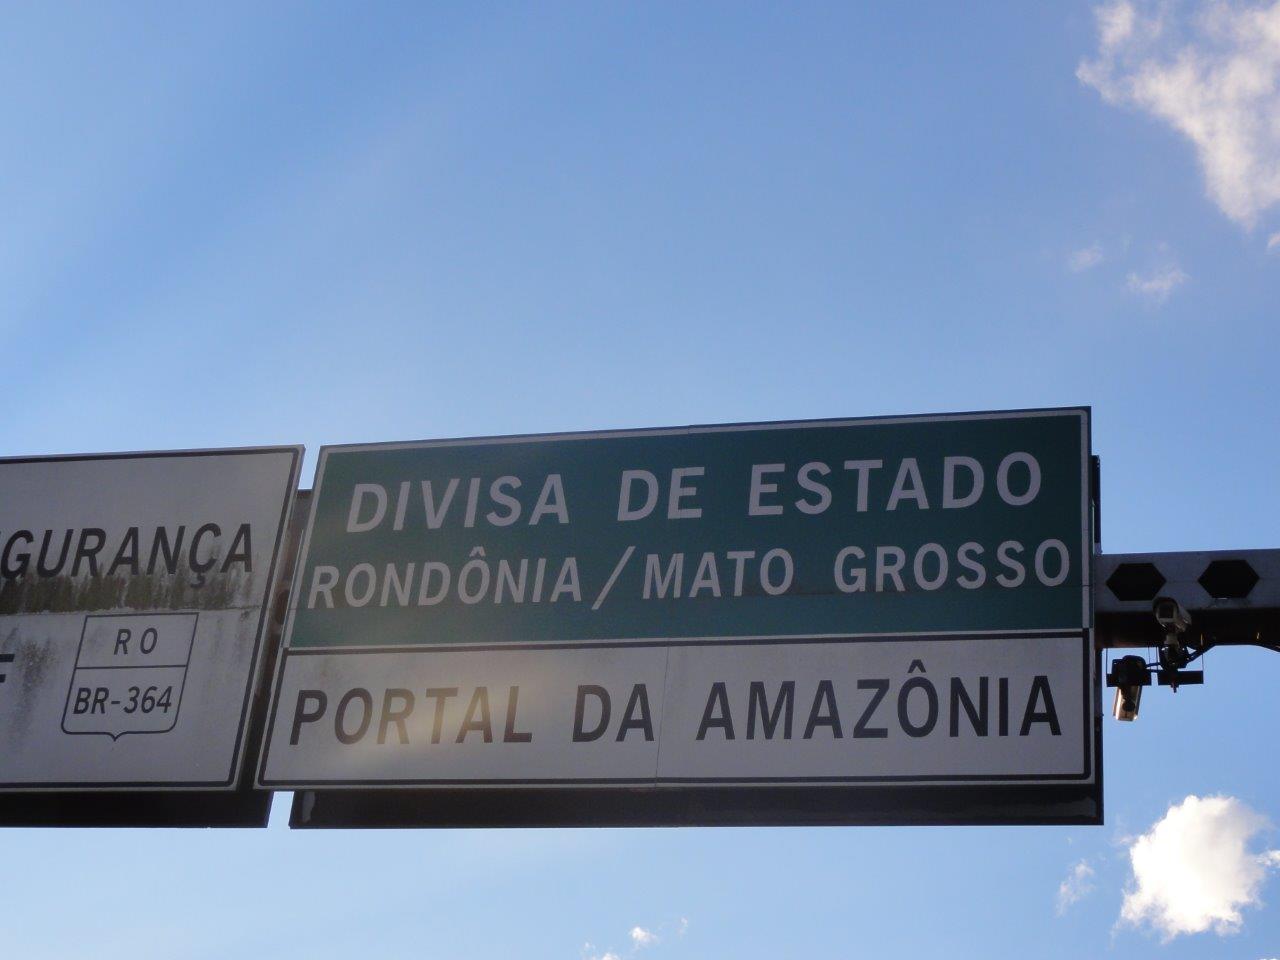 GURANÇA
RO
BR-364
DIVISA DE ESTADO
RONDÔNIA/MATO GROSSO
PORTAL DA AMAZÔNIA